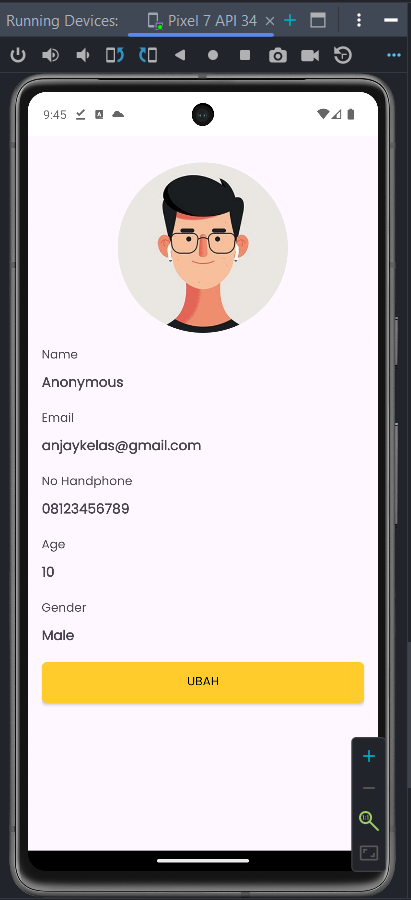 Running Devices:
Pixel 7 API 34
9:45
Name
Anonymous
Email
anjaykelas@gmail.com
No Handphone
08123456789
Age
10
Gender
Male
UBAH